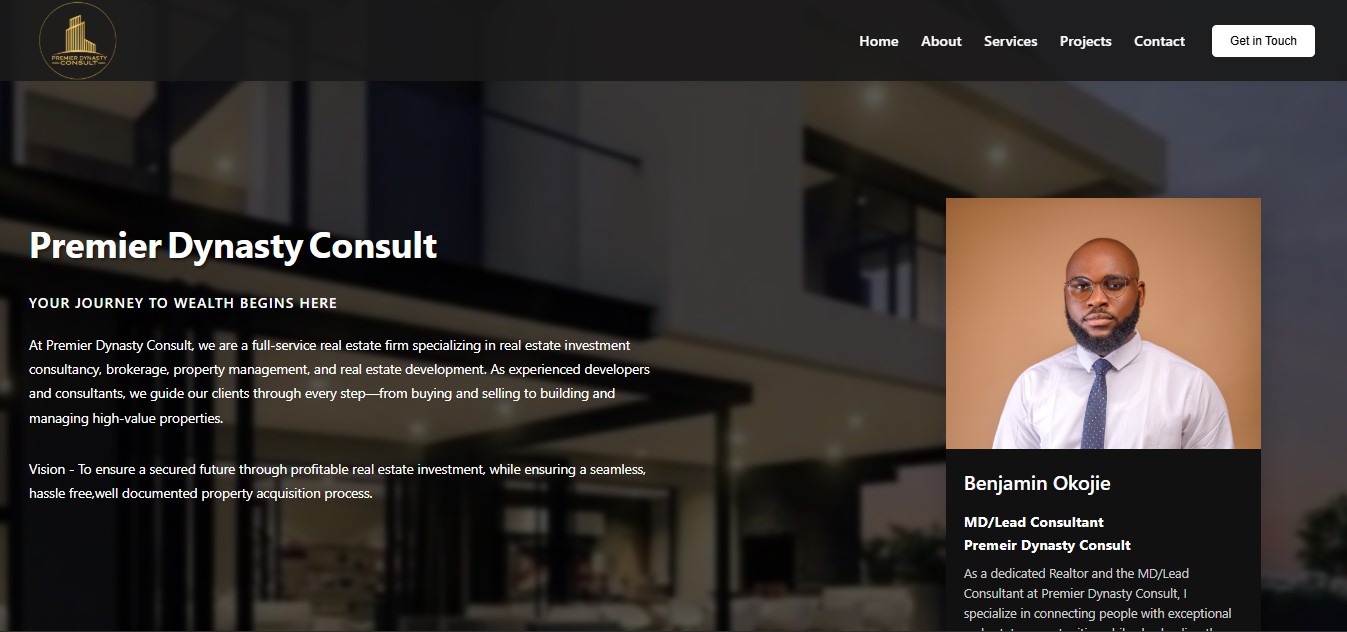 PREMIER DYNASTY
CONSULT
Home About Services Projects Contact Get in Touch
Premier Dynasty Consult
YOUR JOURNEY TO WEALTH BEGINS HERE
At Premier Dynasty Consult, we are a full-service real estate firm specializing in real estate investment
consultancy, brokerage, property management, and real estate development. As experienced developers
and consultants, we guide our clients through every step—from buying and selling to building and
managing high-value properties.
Vision - To ensure a secured future through profitable real estate investment, while ensuring a seamless,
hassle free,well documented property acquisition process.
Benjamin Okojie
MD/Lead Consultant
Premeir Dynasty Consult
As a dedicated Realtor and the MD/Lead
Consultant at Premier Dynasty Consult, I
specialize in connecting people with exceptional